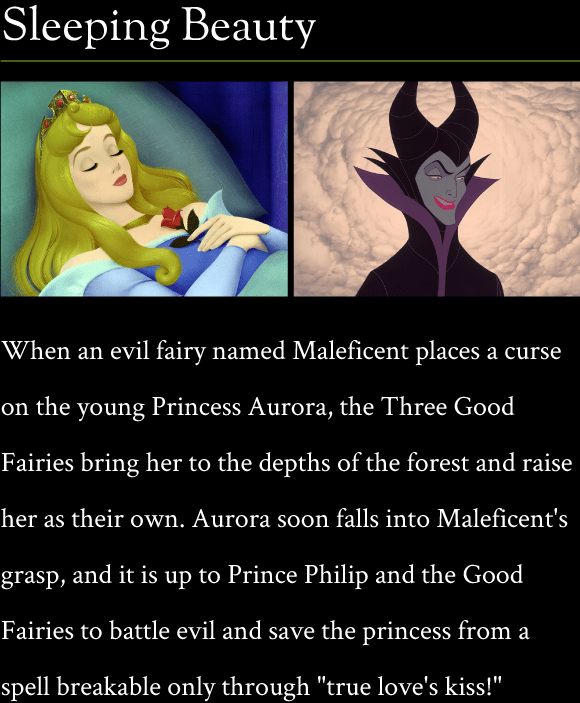 Sleeping Beauty
When an evil fairy named Maleficent places a curse
on the young Princess Aurora, the Three Good
Fairies bring her to the depths of the forest and raise
her as their own. Aurora soon falls into Maleficent's
grasp, and it is up to Prince Philip and the Good
Fairies to battle evil and save the princess from a
spell breakable only through "true love's kiss!"